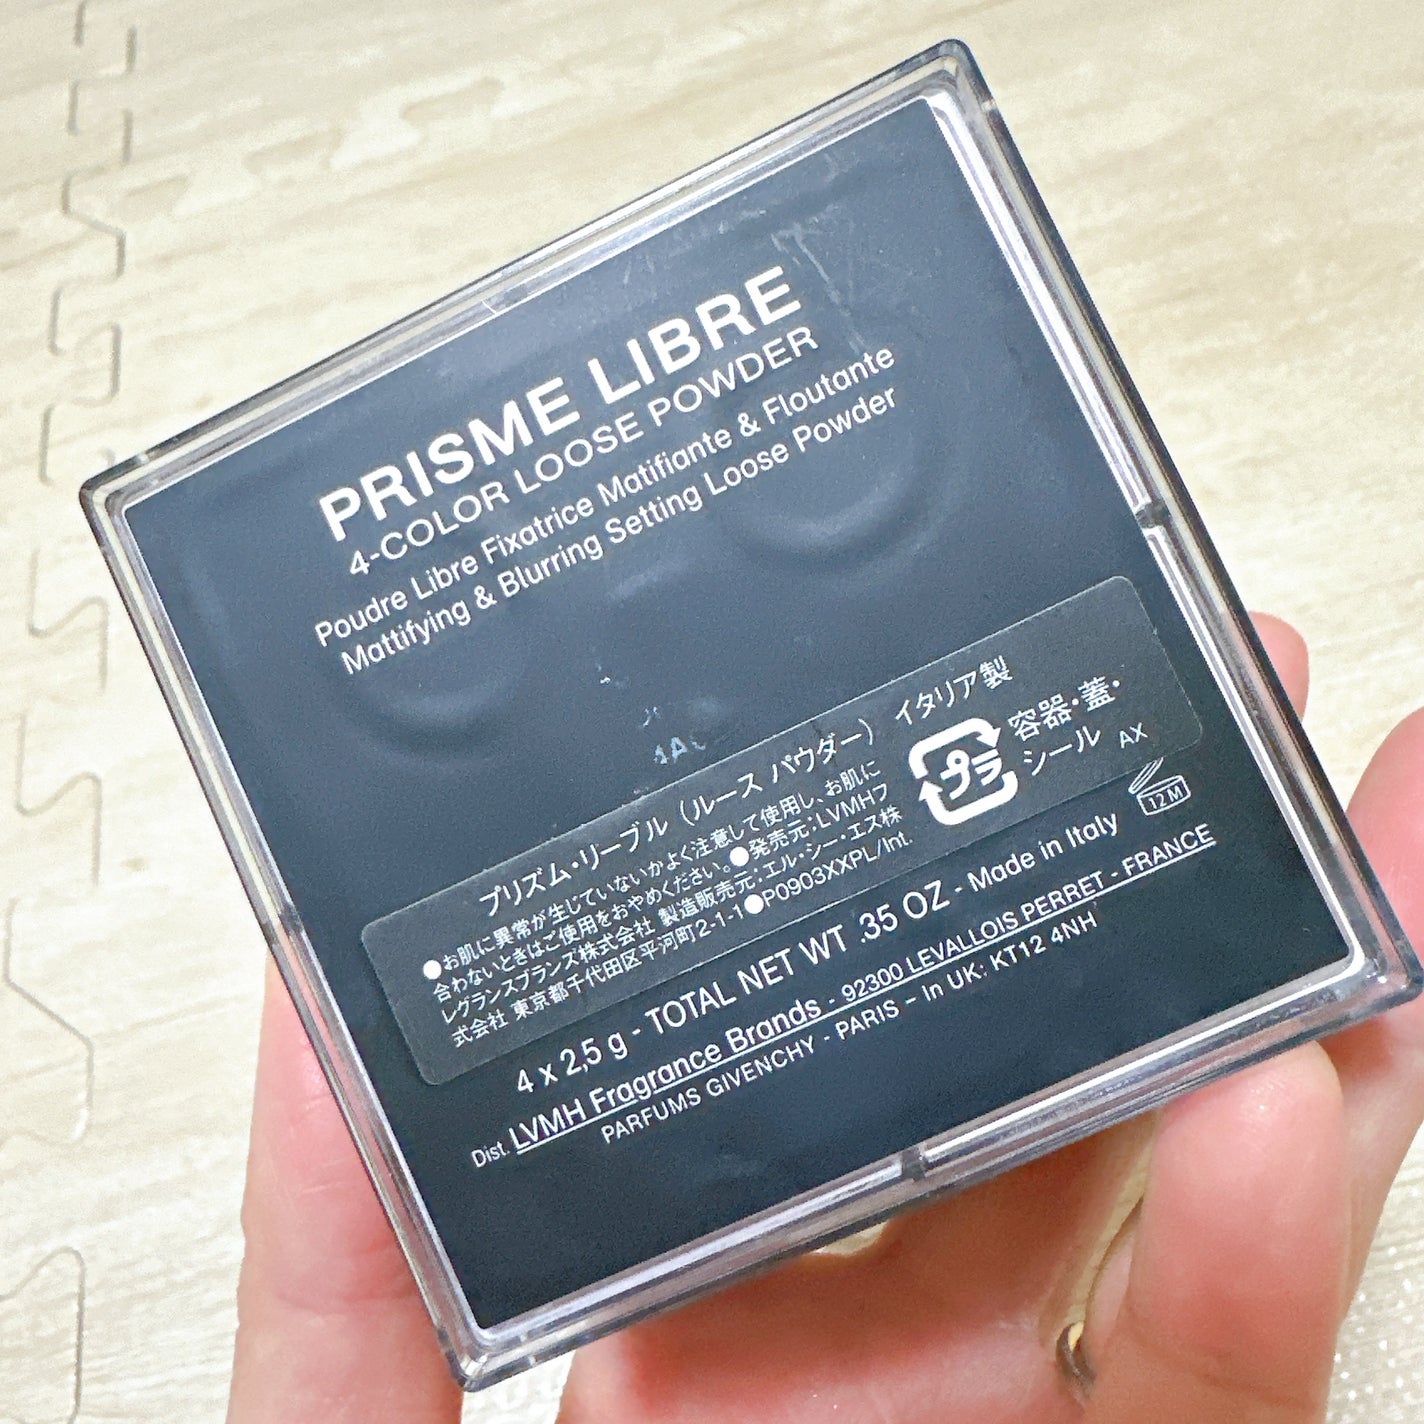 PRISME LIBRE
4-COLOR LOOSE POWDER
Poudre Libre Fixatrice Matifiante & Floutante
Mattifying & Blurring Setting Loose Powder
プリズム・リーブル（ルース パウダー） イタリア製
●お肌に異常が生じていないかよく注意して使用し、お肌に
合わないときはご使用をおやめください。●発売元：LVMHフ
レグランスブランズ株式会社 製造販売元：エル・シー・エス株
式会社 東京都千代田区平河町2-1-1●P0903XXPL/Int.
プラ
容器・蓋・
シール
AX
12M
4 x 2,5 g - TOTAL NET WT .35 OZ - Made in Italy
Dist. LVMH Fragrance Brands - 92300 LEVALLOIS PERRET - FRANCE
PARFUMS GIVENCHY - PARIS - In UK: KT12 4NH